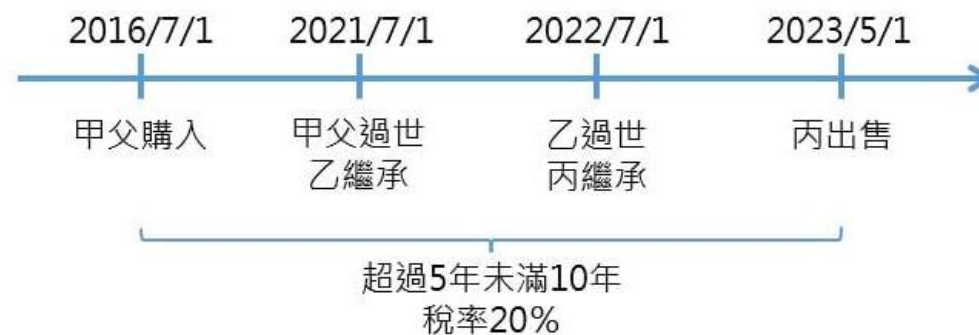 2016/7/1
2021/7/1
2022/7/1
2023/5/1
甲父購入
甲父過世
乙繼承
乙過世
丙繼承
丙出售
超過5年未滿10年
稅率20%